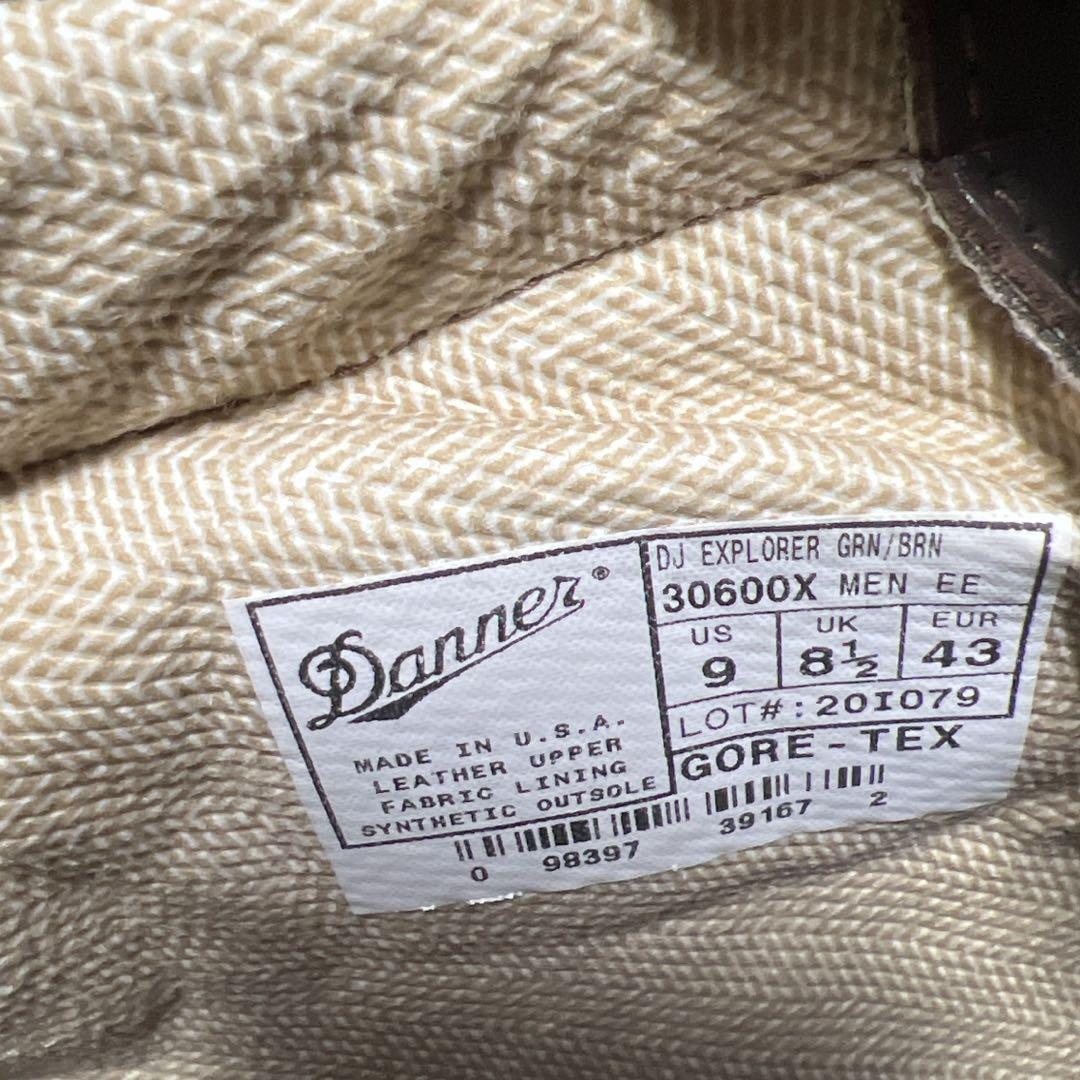 Danner®
MADE IN U.S.A.
LEATHER UPPER
FABRIC LINING
SYNTHETIC OUTSOLE
DJ EXPLORER GRN/BRN
30600X MEN EE
US UK EUR
9 8½ 43
LOT#: 20I079
GORE-TEX
0 98397 39167 2